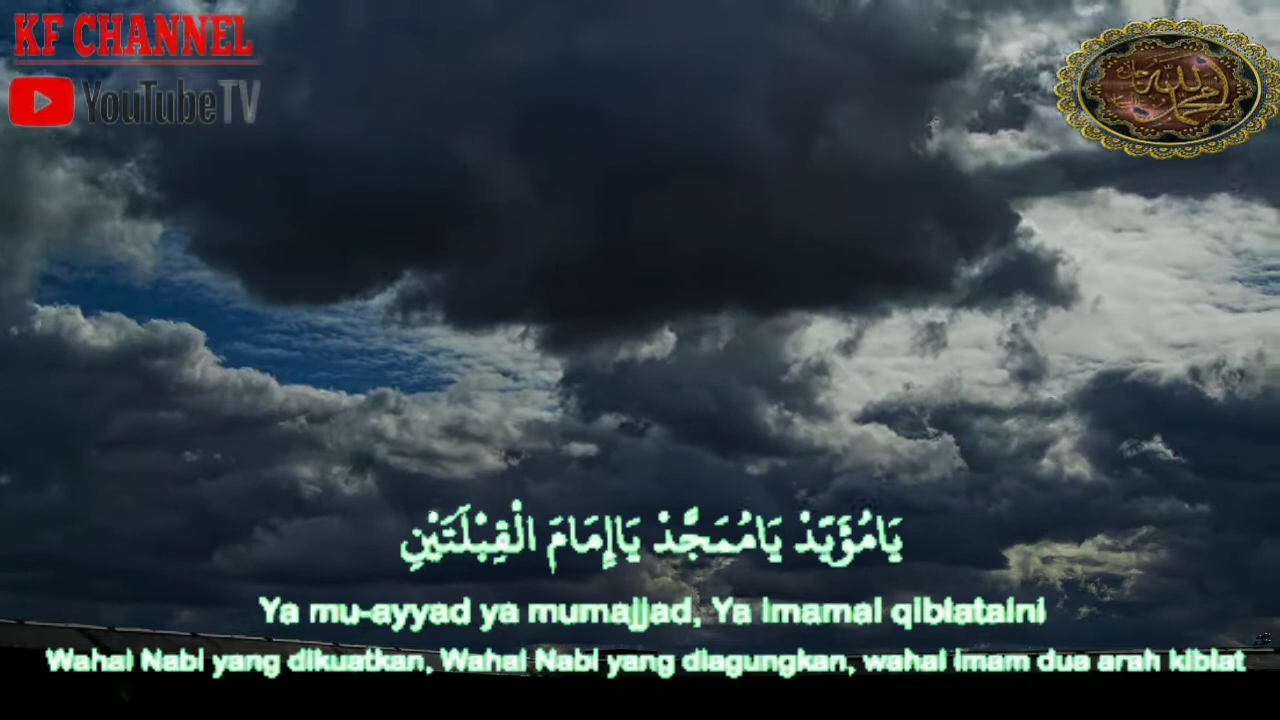 KF CHANNEL
YouTubeTV
يَامُؤَيَّدْ يَامُمَجَّدْ يَاإِمَامَ الْقِبْلَتَيْنِ
Ya mu-ayyad ya mumajjad, Ya Imamal qiblataini
Wahai Nabi yang dikuatkan, Wahai Nabi yang diagungkan, wahai imam dua arah kiblat